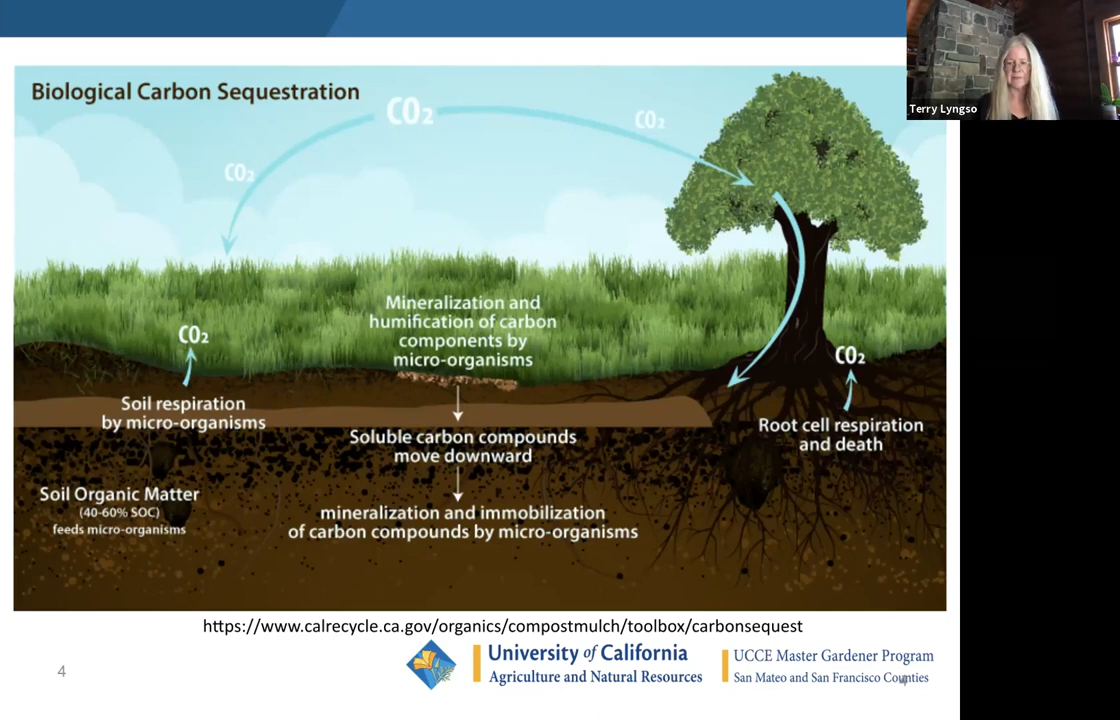 Terry Lyngso
Biological Carbon Sequestration
CO₂
CO₂
CO₂
Mineralization and
humification of carbon
components by
micro-organisms
CO₂
Soil respiration
by micro-organisms
CO₂
Root cell respiration
and death
Soluble carbon compounds
move downward
Soil Organic Matter
(40-60% SOC)
feeds micro-organisms
mineralization and immobilization
of carbon compounds by micro-organisms
https://www.calrecycle.ca.gov/organics/compostmulch/toolbox/carbonsequest
4
University of California
Agriculture and Natural Resources
UCCE Master Gardener Program
San Mateo and San Francisco Counties
4